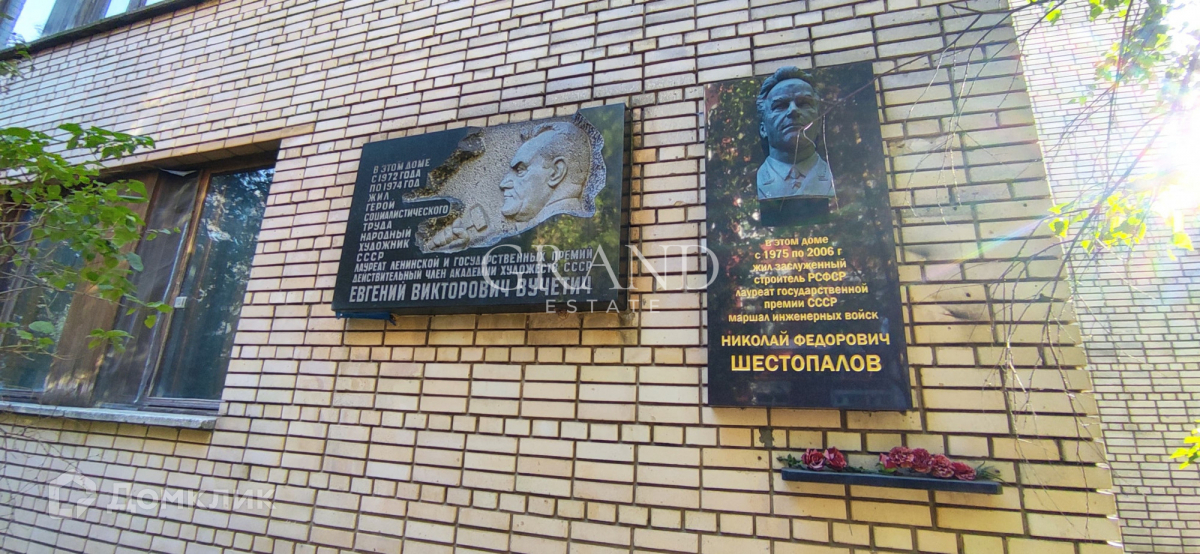 В ЭТОМ ДОМЕ
С 1972 ГОДА
ПО 1974 ГОД
ЖИЛ
ГЕРОЙ
СОЦИАЛИСТИЧЕСКОГО
ТРУДА
НАРОДНЫЙ
ХУДОЖНИК
СССР
ЛАУРЕАТ ЛЕНИНСКОЙ И ГОСУДАРСТВЕННЫХ ПРЕМИЙ
ДЕЙСТВИТЕЛЬНЫЙ ЧЛЕН АКАДЕМИИ ХУДОЖЕСТВ СССР
ЕВГЕНИЙ ВИКТОРОВИЧ ВУЧЕТИЧ
в этом доме
с 1975 по 2006 г
жил заслуженный
строитель РСФСР
лауреат государственной
премии СССР
маршал инженерных войск
НИКОЛАЙ ФЕДОРОВИЧ
ШЕСТОПАЛОВ
GRAND
ESTATE
Домклик